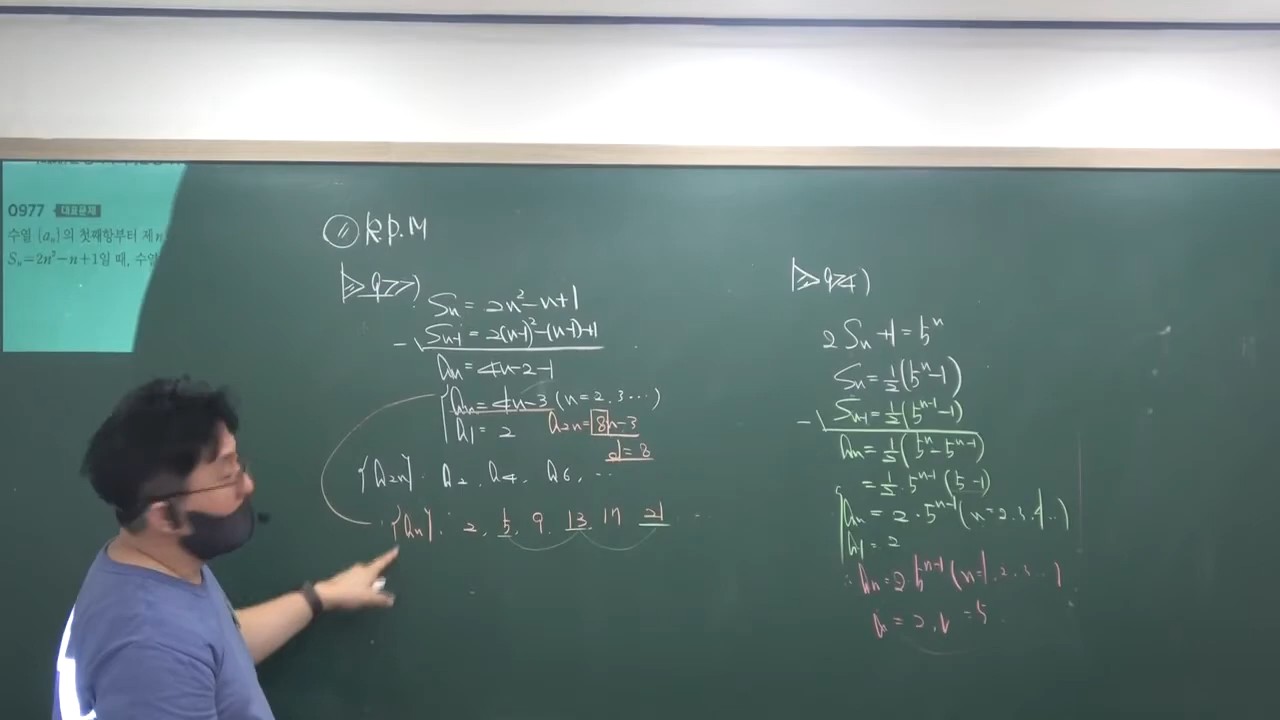 0977 대표문제
수열 {aₙ}의 첫째항부터 제n
Sₙ=2n²−n+1일 때, 수열
R.P.M
977)
Sₙ = 2n²−n+1
Sₙ₋₁ = 2(n−1)²−(n−1)+1
aₙ = 4n−2−1
aₙ = 4n−3 (n=2.3⋯)
a₁ = 2
a₂ₙ = 8n−3
d=8
{a₂ₙ}: a₂, a₄, a₆, ⋯
{aₙ}: 2, 5, 9. 13. 17 21 ⋯
974)
2Sₙ+1=5ⁿ
Sₙ=½(5ⁿ−1)
Sₙ₋₁=½(5ⁿ⁻¹−1)
aₙ=½(5ⁿ−5ⁿ⁻¹)
=½·5ⁿ⁻¹(5−1)
aₙ = 2·5ⁿ⁻¹(n=2.3.4⋯)
a₁ = 2
∴ aₙ=2·5ⁿ⁻¹(n=1.2.3⋯)
a=2, r=5